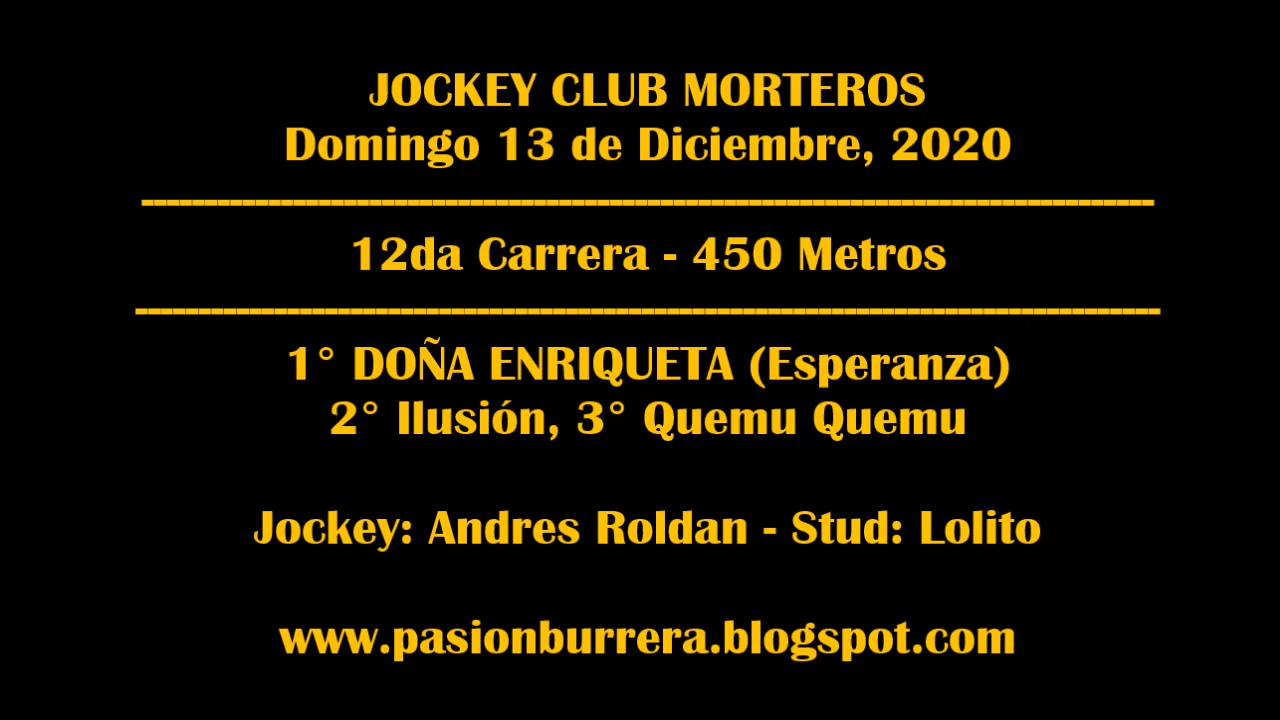 JOCKEY CLUB MORTEROS
Domingo 13 de Diciembre, 2020
--------------------------------------------------------------------------------
12da Carrera - 450 Metros
---------------------------------------------------------------------------------
1° DOÑA ENRIQUETA (Esperanza)
2° Ilusión, 3° Quemu Quemu
Jockey: Andres Roldan - Stud: Lolito
www.pasionburrera.blogspot.com